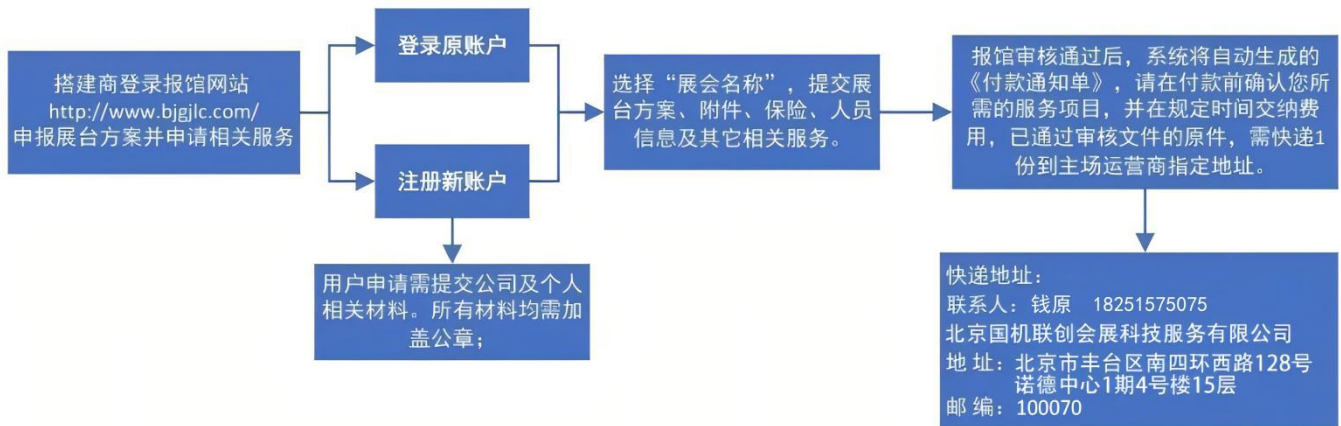 搭建商登录报馆网站
http://www.bjgjlc.com/
申报展台方案并申请相关服务
登录原账户
注册新账户
用户申请需提交公司及个人
相关材料。所有材料均需加
盖公章；
选择“展会名称”，提交展
台方案、附件、保险、人员
信息及其它相关服务。
报馆审核通过后，系统将自动生成的
《付款通知单》，请在付款前确认您所
需的服务项目，并在规定时间交纳费
用，已通过审核文件的原件，需快递1
份到主场运营商指定地址。
快递地址：
联系人：钱原 18251575075
北京国机联创会展科技服务有限公司
地 址：北京市丰台区南四环西路128号
诺德中心1期4号楼15层
邮 编：100070